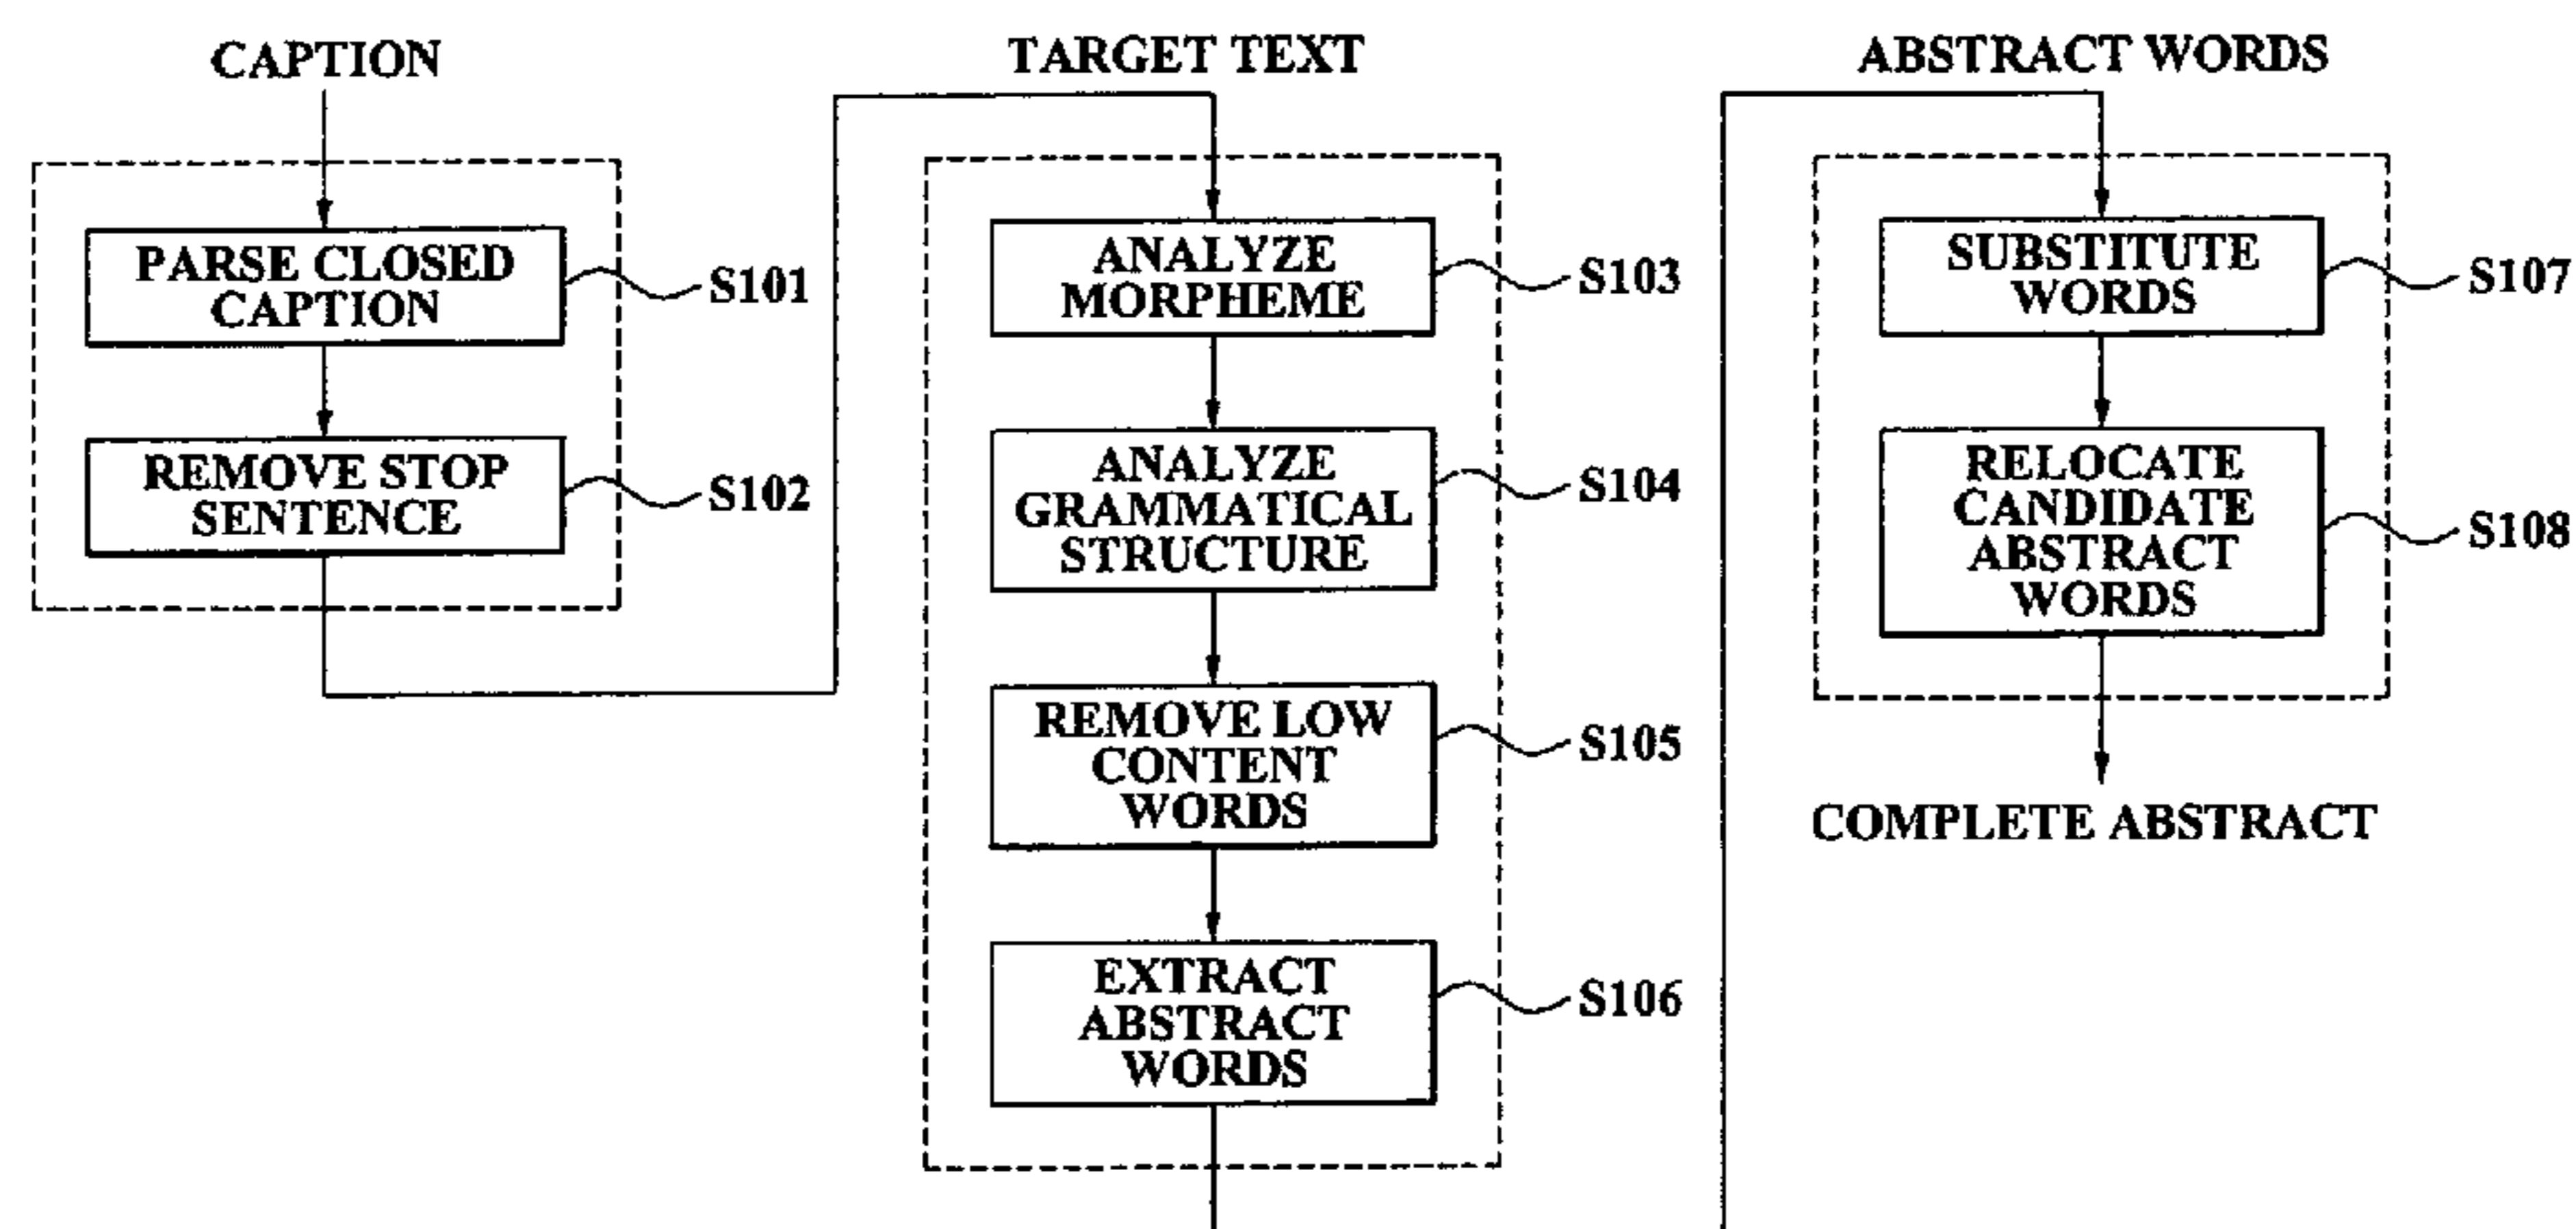 CAPTION
PARSE CLOSED
CAPTION
S101
REMOVE STOP
SENTENCE
S102
TARGET TEXT
ANALYZE
MORPHEME
S103
ANALYZE
GRAMMATICAL
STRUCTURE
S104
REMOVE LOW
CONTENT
WORDS
S105
EXTRACT
ABSTRACT
WORDS
S106
ABSTRACT WORDS
SUBSTITUTE
WORDS
S107
RELOCATE
CANDIDATE
ABSTRACT
WORDS
S108
COMPLETE ABSTRACT